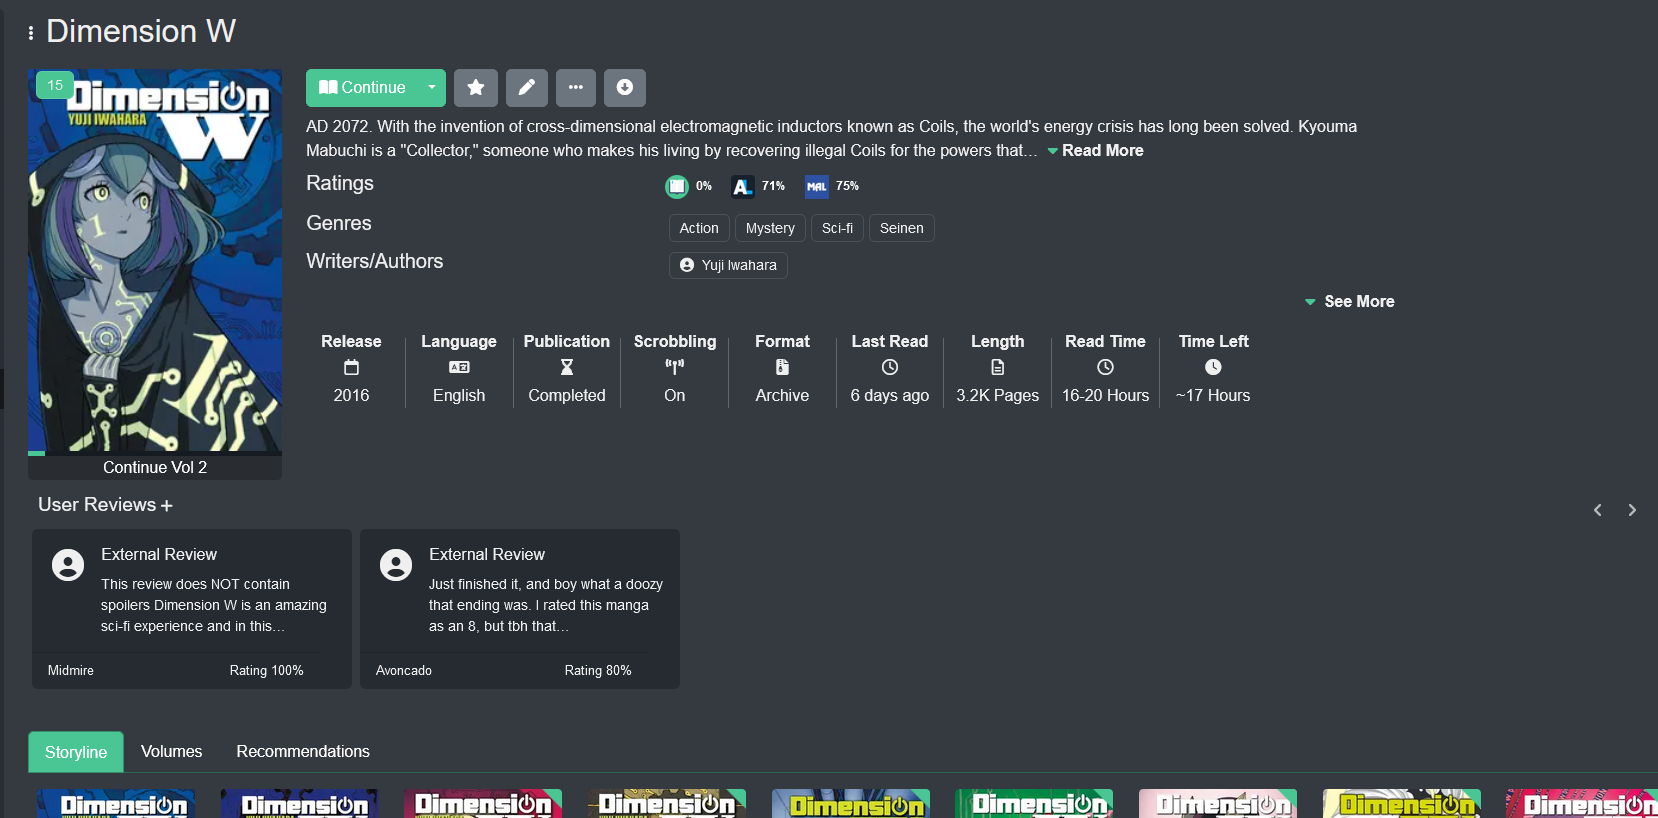 Dimension W
15
Dimension
YUJI IWAHARA
W
1
Continue Vol 2
Continue
AD 2072. With the invention of cross-dimensional electromagnetic inductors known as Coils, the world's energy crisis has long been solved. Kyouma
Mabuchi is a "Collector," someone who makes his living by recovering illegal Coils for the powers that… Read More
Ratings
0% AL 71% MAL 75%
Genres
Action Mystery Sci-fi Seinen
Writers/Authors
Yuji Iwahara
See More
Release Language Publication Scrobbling Format Last Read Length Read Time Time Left
2016 English Completed On Archive 6 days ago 3.2K Pages 16-20 Hours ~17 Hours
User Reviews +
External Review
This review does NOT contain
spoilers Dimension W is an amazing
sci-fi experience and in this…
Midmire Rating 100%
External Review
Just finished it, and boy what a doozy
that ending was. I rated this manga
as an 8, but tbh that…
Avoncado Rating 80%
Storyline Volumes Recommendations
Dimension Dimension Dimension Dimension Dimension Dimension Dimension Dimension Dimension